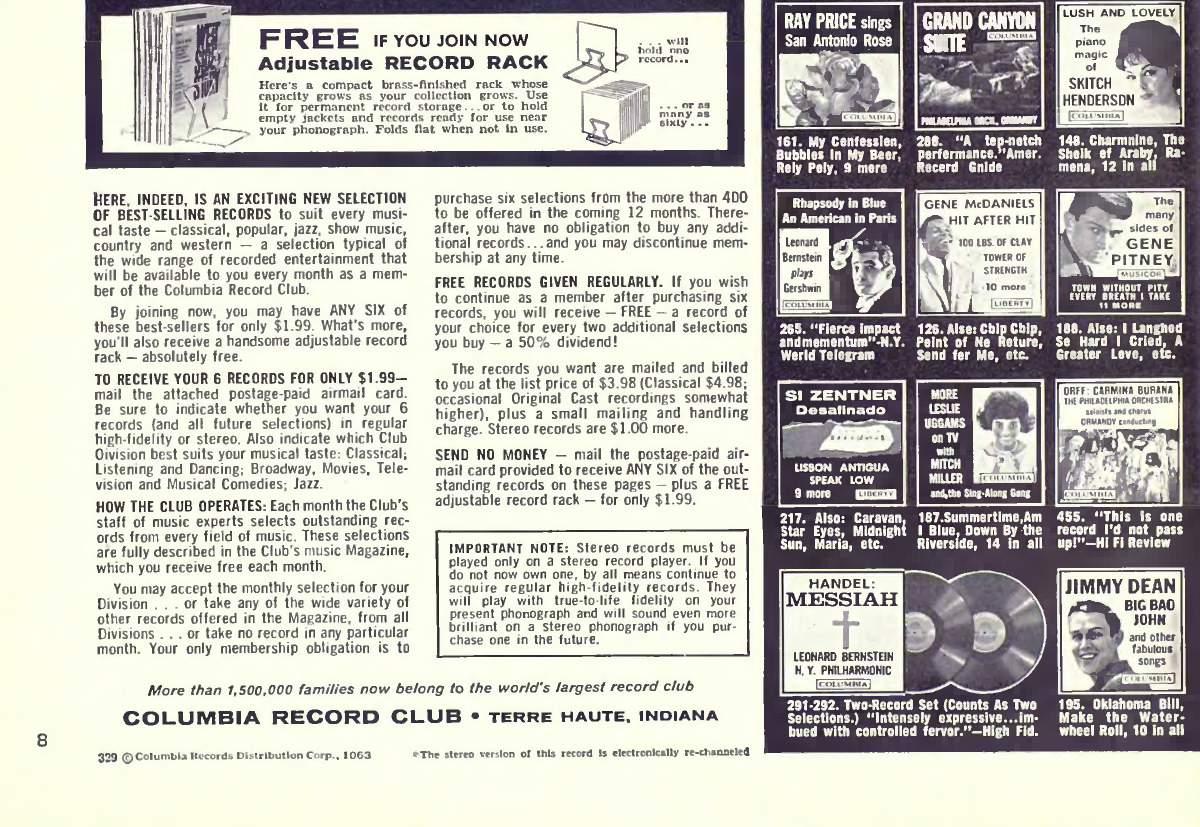 FREE IF YOU JOIN NOW
Adjustable RECORD RACK
Here's a compact brass-finished rack whose
capacity grows as your collection grows. Use
it for permanent record storage...or to hold
empty jackets and records ready for use near
your phonograph. Folds flat when not in use.
... will
hold one
record...
... or as
many as
sixty ...
HERE, INDEED, IS AN EXCITING NEW SELECTION
OF BEST-SELLING RECORDS to suit every musi-
cal taste — classical, popular, jazz, show music,
country and western — a selection typical of
the wide range of recorded entertainment that
will be available to you every month as a mem-
ber of the Columbia Record Club.
By joining now, you may have ANY SIX of
these best-sellers for only $1.99. What's more,
you'll also receive a handsome adjustable record
rack — absolutely free.
TO RECEIVE YOUR 6 RECORDS FOR ONLY $1.99—
mail the attached postage-paid airmail card.
Be sure to indicate whether you want your 6
records (and all future selections) in regular
high-fidelity or stereo. Also indicate which Club
Oivision best suits your musical taste: Classical;
Listening and Dancing; Broadway, Movies, Tele-
vision and Musical Comedies; Jazz.
HOW THE CLUB OPERATES: Each month the Club's
staff of music experts selects outstanding rec-
ords from every field of music. These selections
are fully described in the Club's music Magazine,
which you receive free each month.
You may accept the monthly selection for your
Division . . . or take any of the wide variety of
other records offered in the Magazine, from all
Divisions . . . or take no record in any particular
month. Your only membership obligation is to
purchase six selections from the more than 400
to be offered in the coming 12 months. There-
after, you have no obligation to buy any addi-
tional records...and you may discontinue mem-
bership at any time.
FREE RECORDS GIVEN REGULARLY. If you wish
to continue as a member after purchasing six
records, you will receive — FREE — a record of
your choice for every two additional selections
you buy — a 50% dividend!
The records you want are mailed and billed
to you at the list price of $3.98 (Classical $4.98;
occasional Original Cast recordings somewhat
higher), plus a small mailing and handling
charge. Stereo records are $1.00 more.
SEND NO MONEY — mail the postage-paid air-
mail card provided to receive ANY SIX of the out-
standing records on these pages — plus a FREE
adjustable record rack — for only $1.99.
IMPORTANT NOTE: Stereo records must be
played only on a stereo record player. If you
do not now own one, by all means continue to
acquire regular high-fidelity records. They
will play with true-to-life fidelity on your
present phonograph and will sound even more
brilliant on a stereo phonograph if you pur-
chase one in the future.
More than 1,500,000 families now belong to the world's largest record club
COLUMBIA RECORD CLUB • TERRE HAUTE, INDIANA
8
329 © Columbia Records Distribution Corp., 1063
*The stereo version of this record is electronically re-channeled
RAY PRICE sings
San Antonio Rose
COLUMBIA
161. My Confession,
Bubbles in My Beer,
Roly Poly, 9 more
GRAND CANYON
SUITE
COLUMBIA
PHILADELPHIA ORCH., ORMANDY
286. "A top-notch
performance."Amer.
Record Guide
LUSH AND LOVELY
The
piano
magic
of
SKITCH
HENDERSON
COLUMBIA
148. Charmaine, The
Sheik of Araby, Ra-
mona, 12 in all
Rhapsody in Blue
An American in Paris
Leonard
Bernstein
plays
Gershwin
COLUMBIA
265. "Fierce impact
and momentum"-N.Y.
World Telegram
GENE McDANIELS
HIT AFTER HIT
100 LBS. OF CLAY
TOWER OF
STRENGTH
10 more
LIBERTY
126. Also: Chip Chip,
Point of No Return,
Send for Me, etc.
The
many
sides of
GENE
PITNEY
MUSICOR
TOWN WITHOUT PITY
EVERY BREATH I TAKE
11 MORE
188. Also: I Laughed
So Hard I Cried, A
Greater Love, etc.
SI ZENTNER
Desafinado
LISBON ANTIGUA
SPEAK LOW
9 more
LIBERTY
217. Also: Caravan,
Star Eyes, Midnight
Sun, Maria, etc.
MORE
LESLIE
UGGAMS
on TV
with
MITCH
MILLER
COLUMBIA
and the Sing-Along Gang
187.Summertime,Am
I Blue, Down By the
Riverside, 14 in all
ORFF: CARMINA BURANA
THE PHILADELPHIA ORCHESTRA
soloists and chorus
ORMANDY conducting
COLUMBIA
455. "This is one
record I'd not pass
up!"—Hi Fi Review
HANDEL:
MESSIAH
LEONARD BERNSTEIN
N. Y. PHILHARMONIC
COLUMBIA
291-292. Two-Record Set (Counts As Two
Selections.) "Intensely expressive...im-
bued with controlled fervor."—High Fid.
JIMMY DEAN
BIG BAD
JOHN
and other
fabulous
songs
COLUMBIA
195. Oklahoma Bill,
Make the Water-
wheel Roll, 10 in all